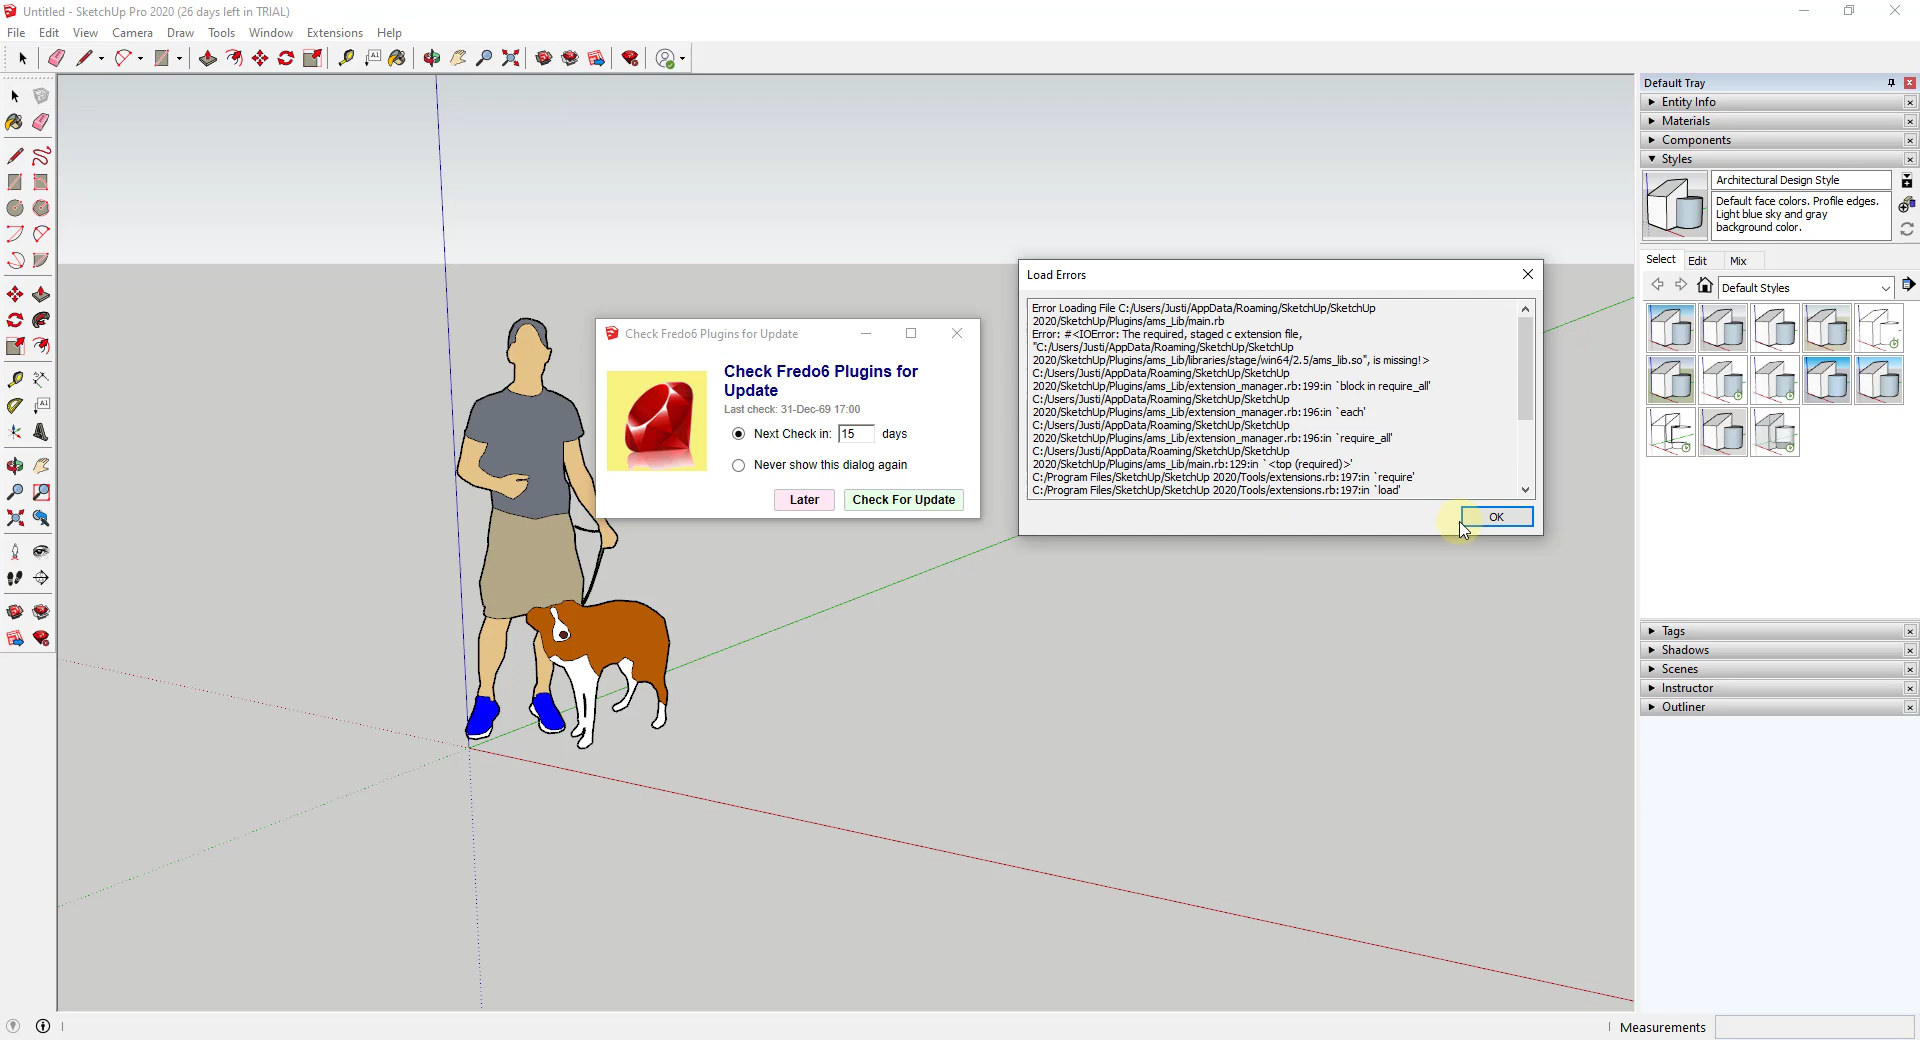 Untitled - SketchUp Pro 2020 (26 days left in TRIAL)
File Edit View Camera Draw Tools Window Extensions Help
Default Tray
Entity Info
Materials
Components
Styles
Architectural Design Style
Default face colors. Profile edges.
Light blue sky and gray
background color.
Select Edit Mix
Default Styles
Tags
Shadows
Scenes
Instructor
Outliner
Check Fredo6 Plugins for Update
Check Fredo6 Plugins for
Update
Last check: 31-Dec-69 17:00
Next Check in: 15 days
Never show this dialog again
Later Check For Update
Load Errors
Error Loading File C:/Users/Justi/AppData/Roaming/SketchUp/SketchUp
2020/SketchUp/Plugins/ams_Lib/main.rb
Error: #<IOError: The required, staged c extension file,
"C:/Users/Justi/AppData/Roaming/SketchUp/SketchUp
2020/SketchUp/Plugins/ams_Lib/libraries/stage/win64/2.5/ams_lib.so", is missing!>
C:/Users/Justi/AppData/Roaming/SketchUp/SketchUp
2020/SketchUp/Plugins/ams_Lib/extension_manager.rb:199:in `block in require_all'
C:/Users/Justi/AppData/Roaming/SketchUp/SketchUp
2020/SketchUp/Plugins/ams_Lib/extension_manager.rb:196:in `each'
C:/Users/Justi/AppData/Roaming/SketchUp/SketchUp
2020/SketchUp/Plugins/ams_Lib/extension_manager.rb:196:in `require_all'
C:/Users/Justi/AppData/Roaming/SketchUp/SketchUp
2020/SketchUp/Plugins/ams_Lib/main.rb:129:in `<top (required)>'
C:/Program Files/SketchUp/SketchUp 2020/Tools/extensions.rb:197:in `require'
C:/Program Files/SketchUp/SketchUp 2020/Tools/extensions.rb:197:in `load'
OK
Measurements